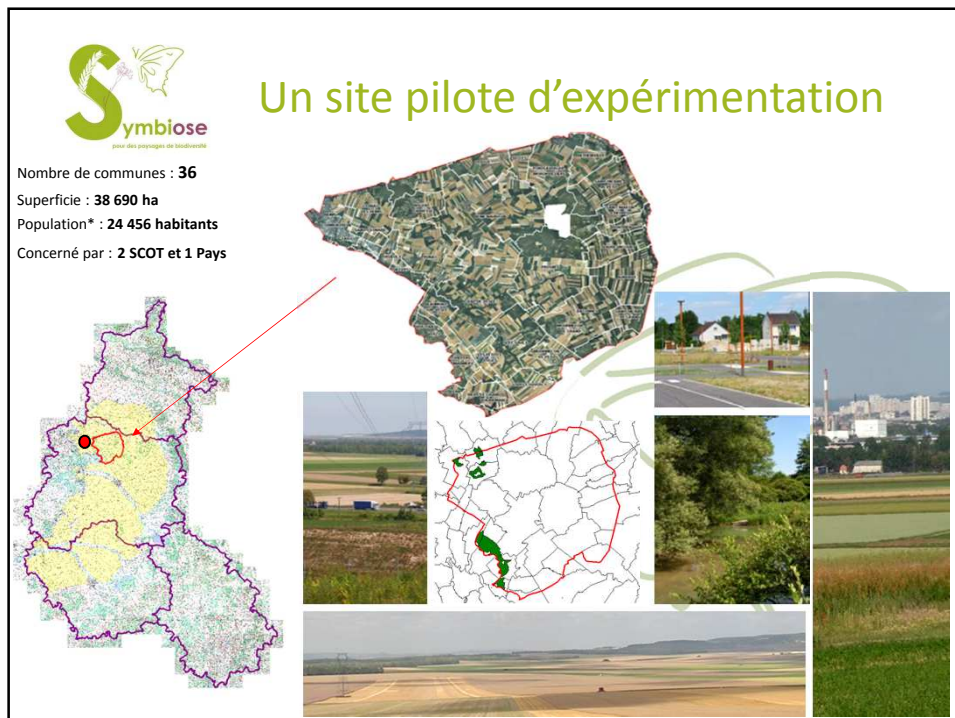 Symbiose
pour des paysages de biodiversité
Un site pilote d'expérimentation
Nombre de communes : 36
Superficie : 38 690 ha
Population* : 24 456 habitants
Concerné par : 2 SCOT et 1 Pays